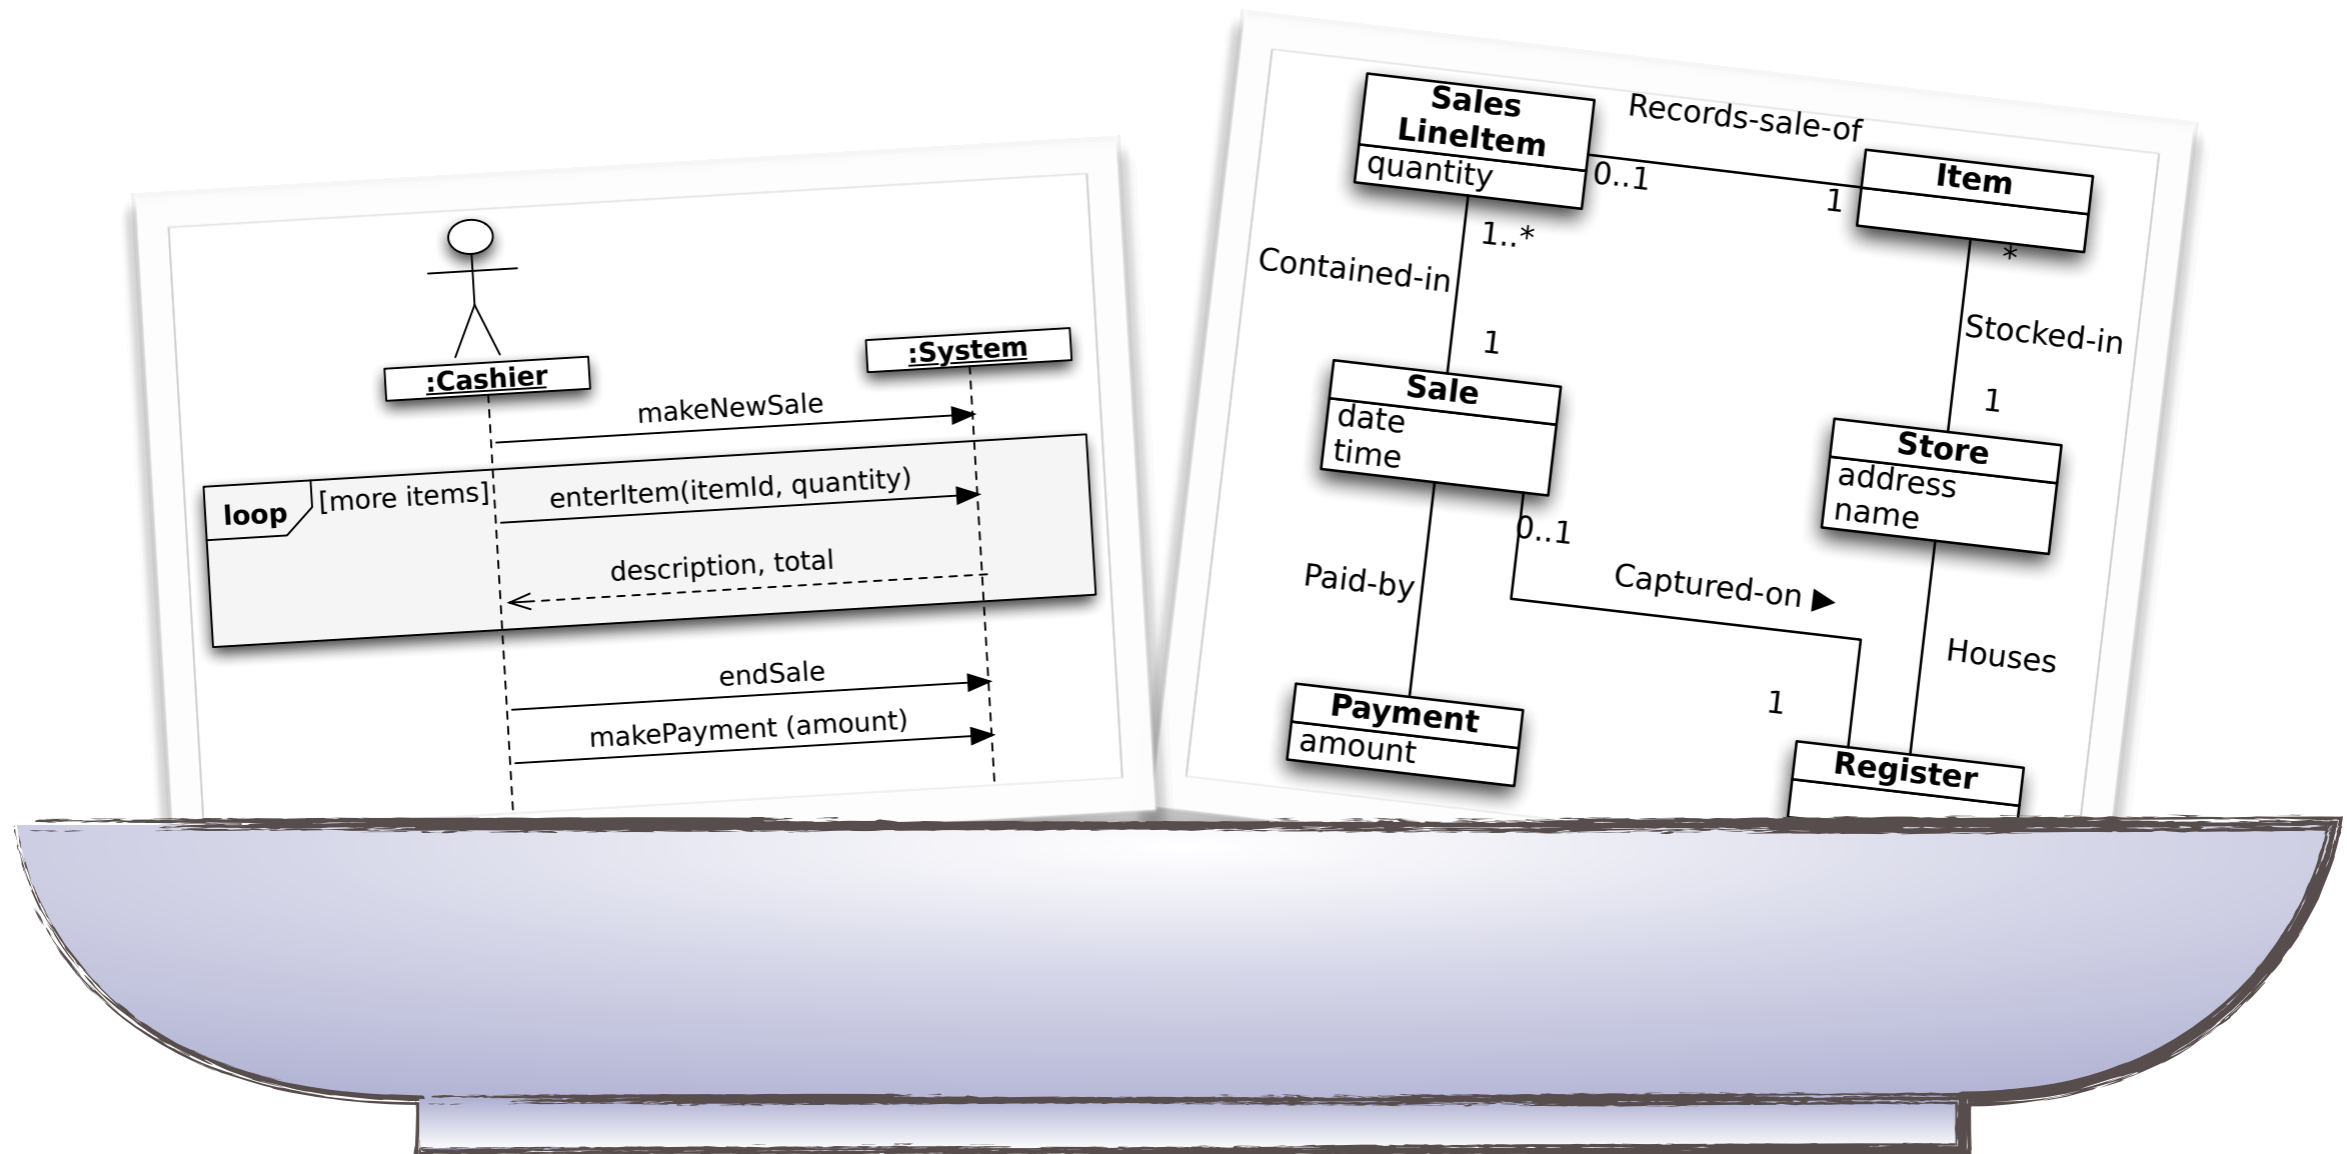 :Cashier
:System
makeNewSale
loop
[more items]
enterItem(itemId, quantity)
description, total
endSale
makePayment (amount)
Sales
LineItem
quantity
Records-sale-of
0..1
1
Item
1..*
*
Contained-in
Stocked-in
1
1
Sale
date
time
Store
address
name
0..1
Paid-by
Captured-on ▶
Houses
1
Payment
amount
Register